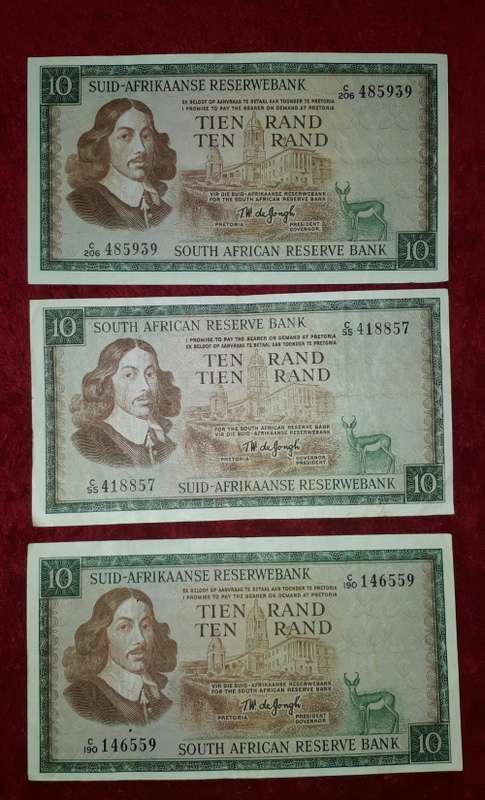 10 SUID-AFRIKAANSE RESERWEBANK C/206 485939
EK BELOOF OP AANVRAAG TE BETAAL AAN TOONDER TE PRETORIA
I PROMISE TO PAY THE BEARER ON DEMAND AT PRETORIA
TIEN RAND
TEN RAND
VIR DIE SUID-AFRIKAANSE RESERWEBANK
FOR THE SOUTH AFRICAN RESERVE BANK
T.W. de Jongh
PRETORIA PRESIDENT
GOVERNOR
C/206 485939 SOUTH AFRICAN RESERVE BANK 10
10 SOUTH AFRICAN RESERVE BANK C/55 418857
I PROMISE TO PAY THE BEARER ON DEMAND AT PRETORIA
EK BELOOF OP AANVRAAG TE BETAAL AAN TOONDER TE PRETORIA
TEN RAND
TIEN RAND
FOR THE SOUTH AFRICAN RESERVE BANK
VIR DIE SUID-AFRIKAANSE RESERWEBANK
T.W. de Jongh
PRETORIA GOVERNOR
PRESIDENT
C/55 418857 SUID-AFRIKAANSE RESERWEBANK 10
10 SUID-AFRIKAANSE RESERWEBANK C/190 146559
EK BELOOF OP AANVRAAG TE BETAAL AAN TOONDER TE PRETORIA
I PROMISE TO PAY THE BEARER ON DEMAND AT PRETORIA
TIEN RAND
TEN RAND
VIR DIE SUID-AFRIKAANSE RESERWEBANK
FOR THE SOUTH AFRICAN RESERVE BANK
T.W. de Jongh
PRETORIA PRESIDENT
GOVERNOR
C/190 146559 SOUTH AFRICAN RESERVE BANK 10